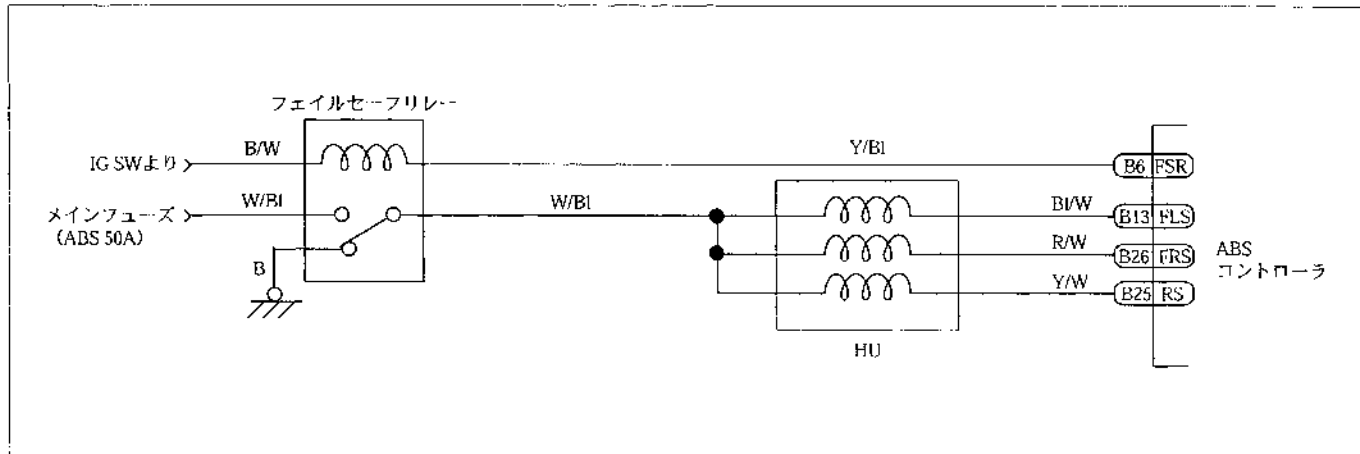 フェイルセーフリレー
IG SWより
B/W
Y/Bl
B6 FSR
メインフューズ
(ABS 50A)
W/Bl
W/Bl
Bl/W
B13 FLS
R/W
B26 FRS
ABS
コントローラ
B
Y/W
B25 RS
HU